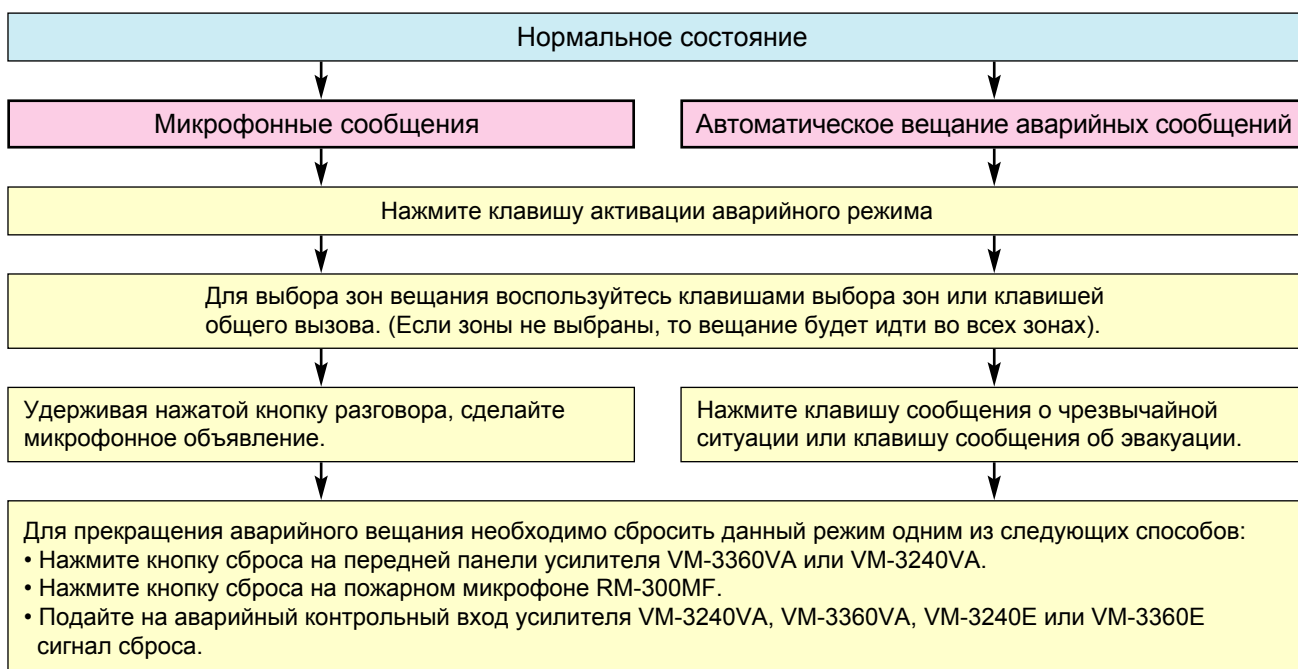 Нормальное состояние
Микрофонные сообщения
Автоматическое вещание аварийных сообщений
Нажмите клавишу активации аварийного режима
Для выбора зон вещания воспользуйтесь клавишами выбора зон или клавишей
общего вызова. (Если зоны не выбраны, то вещание будет идти во всех зонах).
Удерживая нажатой кнопку разговора, сделайте
микрофонное объявление.
Нажмите клавишу сообщения о чрезвычайной
ситуации или клавишу сообщения об эвакуации.
Для прекращения аварийного вещания необходимо сбросить данный режим одним из следующих способов:
• Нажмите кнопку сброса на передней панели усилителя VM-3360VA или VM-3240VA.
• Нажмите кнопку сброса на пожарном микрофоне RM-300MF.
• Подайте на аварийный контрольный вход усилителя VM-3240VA, VM-3360VA, VM-3240E или VM-3360E
сигнал сброса.